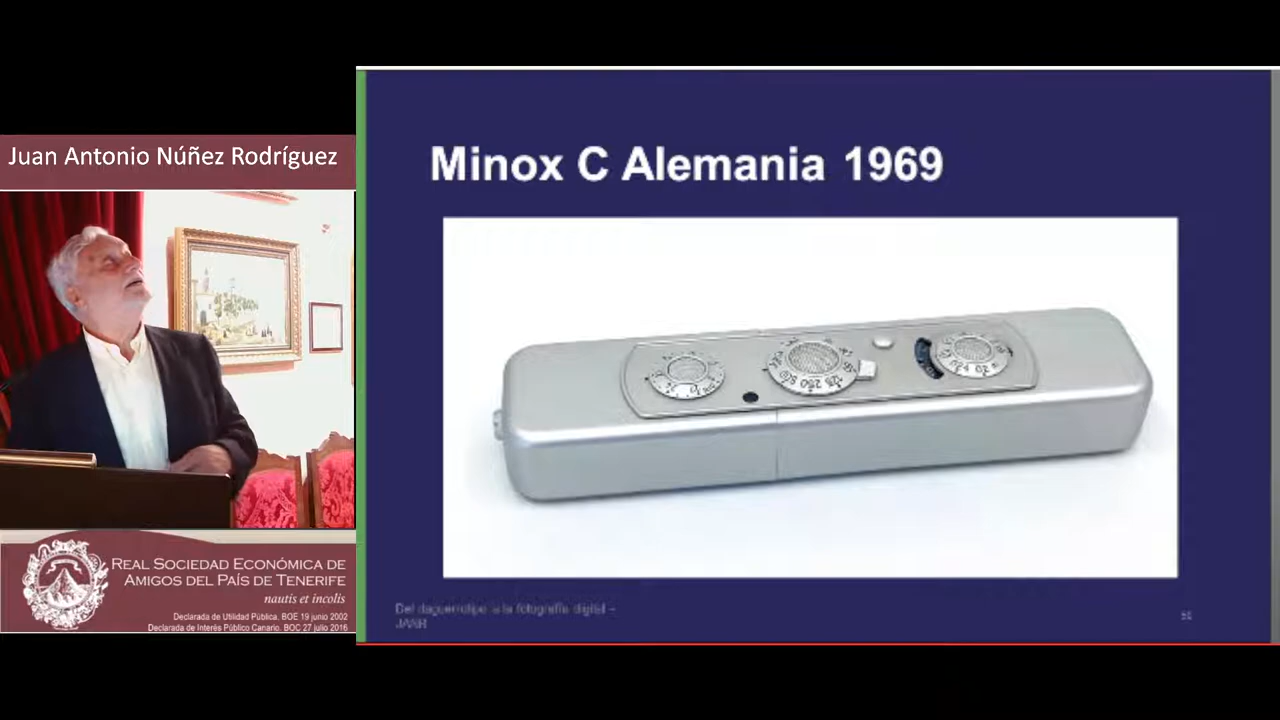 Juan Antonio Núñez Rodríguez
Minox C Alemania 1969
REAL SOCIEDAD ECONÓMICA DE
AMIGOS DEL PAÍS DE TENERIFE
nautis et incolis
Declarada de Utilidad Pública. BOE 19 junio 2002
Declarada de Interés Público Canario. BOC 27 julio 2016
Del daguerrotipo a la fotografía digital –